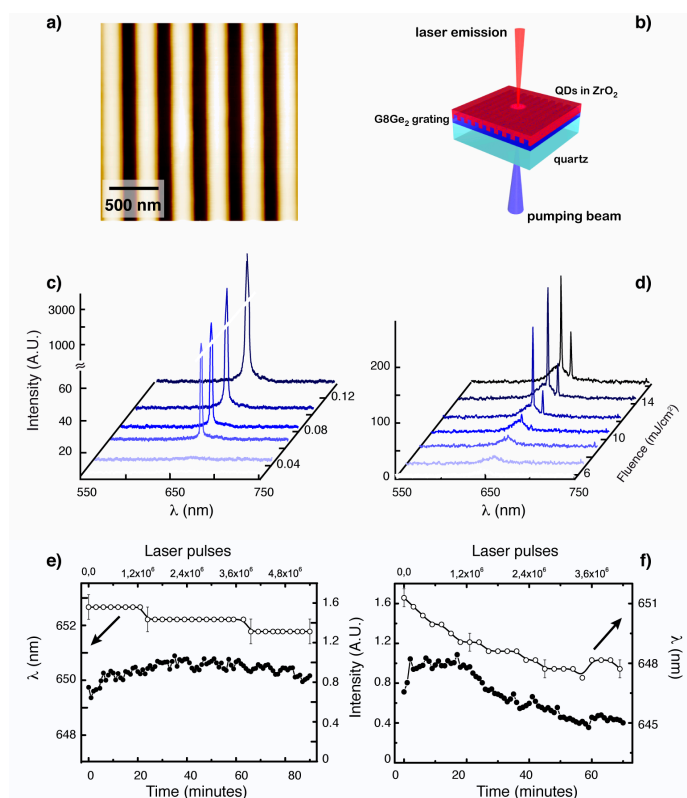 a)
500 nm
b)
laser emission
QDs in ZrO2
G8Ge2 grating
quartz
pumping beam
c)
Intensity (A.U.)
3000
1000
60
40
20
550
650
750
λ (nm)
0.12
0.08
0.04
d)
200
100
0
550
650
750
λ (nm)
14
10
6
Fluence (mJ/cm2)
e)
Laser pulses
0,0
1,2x10⁶
2,4x10⁶
3,6x10⁶
4,8x10⁶
652
650
648
λ (nm)
1.6
1.2
0.8
0.4
0
Intensity (A.U.)
0
20
40
60
80
Time (minutes)
f)
Laser pulses
0,0
1,2x10⁶
2,4x10⁶
3,6x10⁶
1.6
1.2
0.8
0.4
0
651
648
645
λ (nm)
0
20
40
60
Time (minutes)